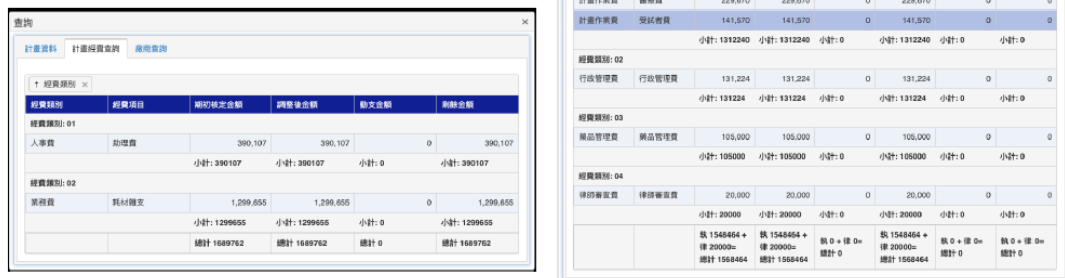 查詢 ×
計畫資料 計畫經費查詢 廠商查詢
↑ 經費類別 ×
經費類別 經費項目 期初核定金額 調整後金額 動支金額 剩餘金額
經費類別: 01
人事費 助理費 390,107 390,107 0 390,107
小計: 390107 小計: 390107 小計: 0 小計: 390107
經費類別: 02
業務費 耗材雜支 1,299,655 1,299,655 0 1,299,655
小計: 1299655 小計: 1299655 小計: 0 小計: 1299655
總計 1689762 總計 1689762 總計 0 總計 1689762
計畫作業費 229,670 229,670 0 229,670 0 0
計畫作業費 受試者費 141,570 141,570 0 141,570 0 0
小計: 1312240 小計: 1312240 小計: 0 小計: 1312240 小計: 0 小計: 0
經費類別: 02
行政管理費 行政管理費 131,224 131,224 0 131,224 0 0
小計: 131224 小計: 131224 小計: 0 小計: 131224 小計: 0 小計: 0
經費類別: 03
藥品管理費 藥品管理費 105,000 105,000 0 105,000 0 0
小計: 105000 小計: 105000 小計: 0 小計: 105000 小計: 0 小計: 0
經費類別: 04
律師審查費 律師審查費 20,000 20,000 0 20,000 0 0
小計: 20000 小計: 20000 小計: 0 小計: 20000 小計: 0 小計: 0
執 1548464 + 執 1548464 + 執 1548464 +
律 20000= 律 20000= 執 0 + 律 0= 律 20000= 執 0 + 律 0= 執 0 + 律 0=
總計 1568464 總計 1568464 總計 0 總計 1568464 總計 0 總計 0